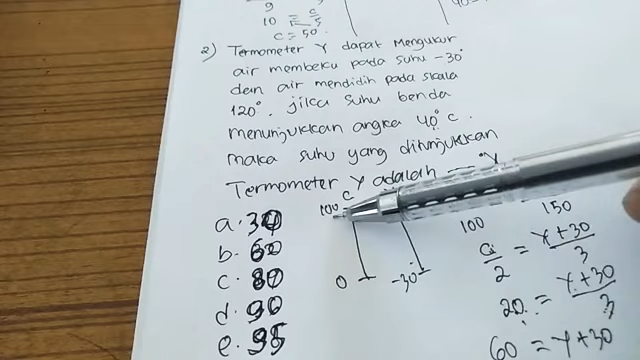 9
10 = c/5
c = 50°
40
2) Termometer Y dapat Mengukur
air membeku pada suhu -30°
dan air mendidih pada skala
120°. jika suhu benda
menunjukkan angka 40° C.
maka suhu yang ditunjukkan
Termometer Y adalah — °Y
a. 30
b. 60
c. 80
d. 90
e. 95
C
100
0
-30°
100 150
/2 = Y+30/3
20 = Y+30/3
60 = Y+30